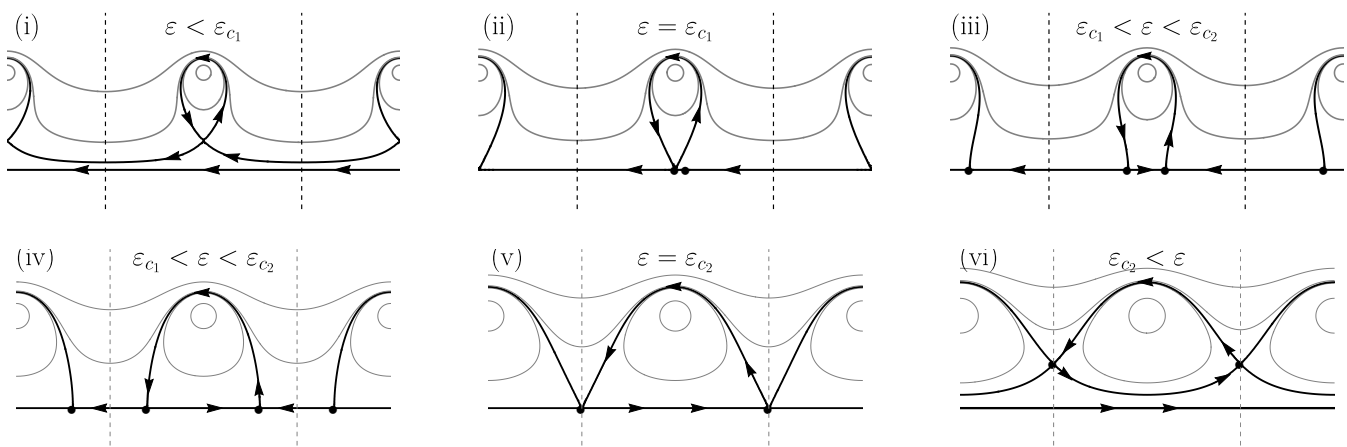 (i) ε < ε_{c_1}
(ii) ε = ε_{c_1}
(iii) ε_{c_1} < ε < ε_{c_2}
(iv) ε_{c_1} < ε < ε_{c_2}
(v) ε = ε_{c_2}
(vi) ε_{c_2} < ε